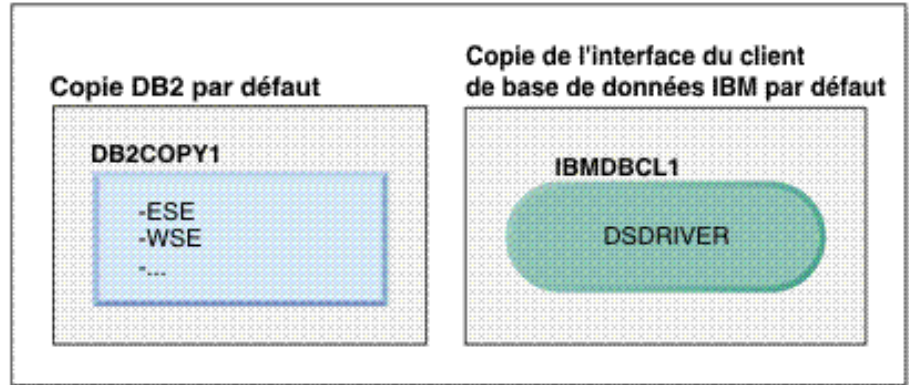 Copie DB2 par défaut
DB2COPY1
-ESE
-WSE
-...
Copie de l'interface du client
de base de données IBM par défaut
IBMDBCL1
DSDRIVER